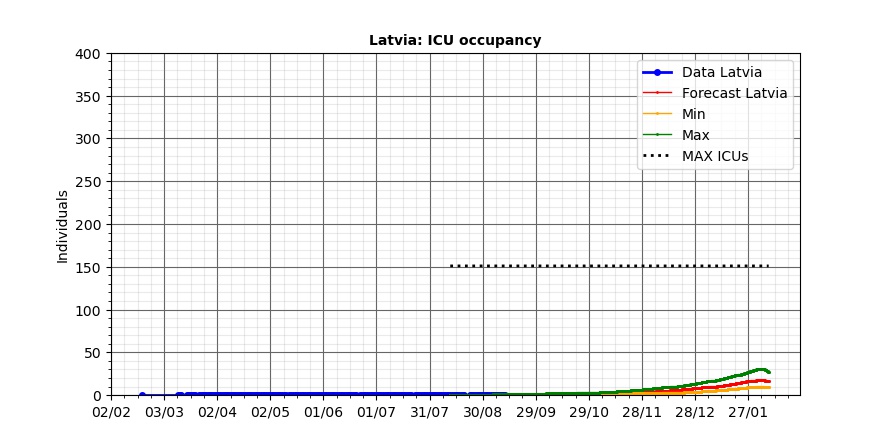 Latvia: ICU occupancy
400
350
300
250
200
150
100
50
0
Individuals
Data Latvia
Forecast Latvia
Min
Max
MAX ICUs
02/02 03/03 02/04 02/05 01/06 01/07 31/07 30/08 29/09 29/10 28/11 28/12 27/01